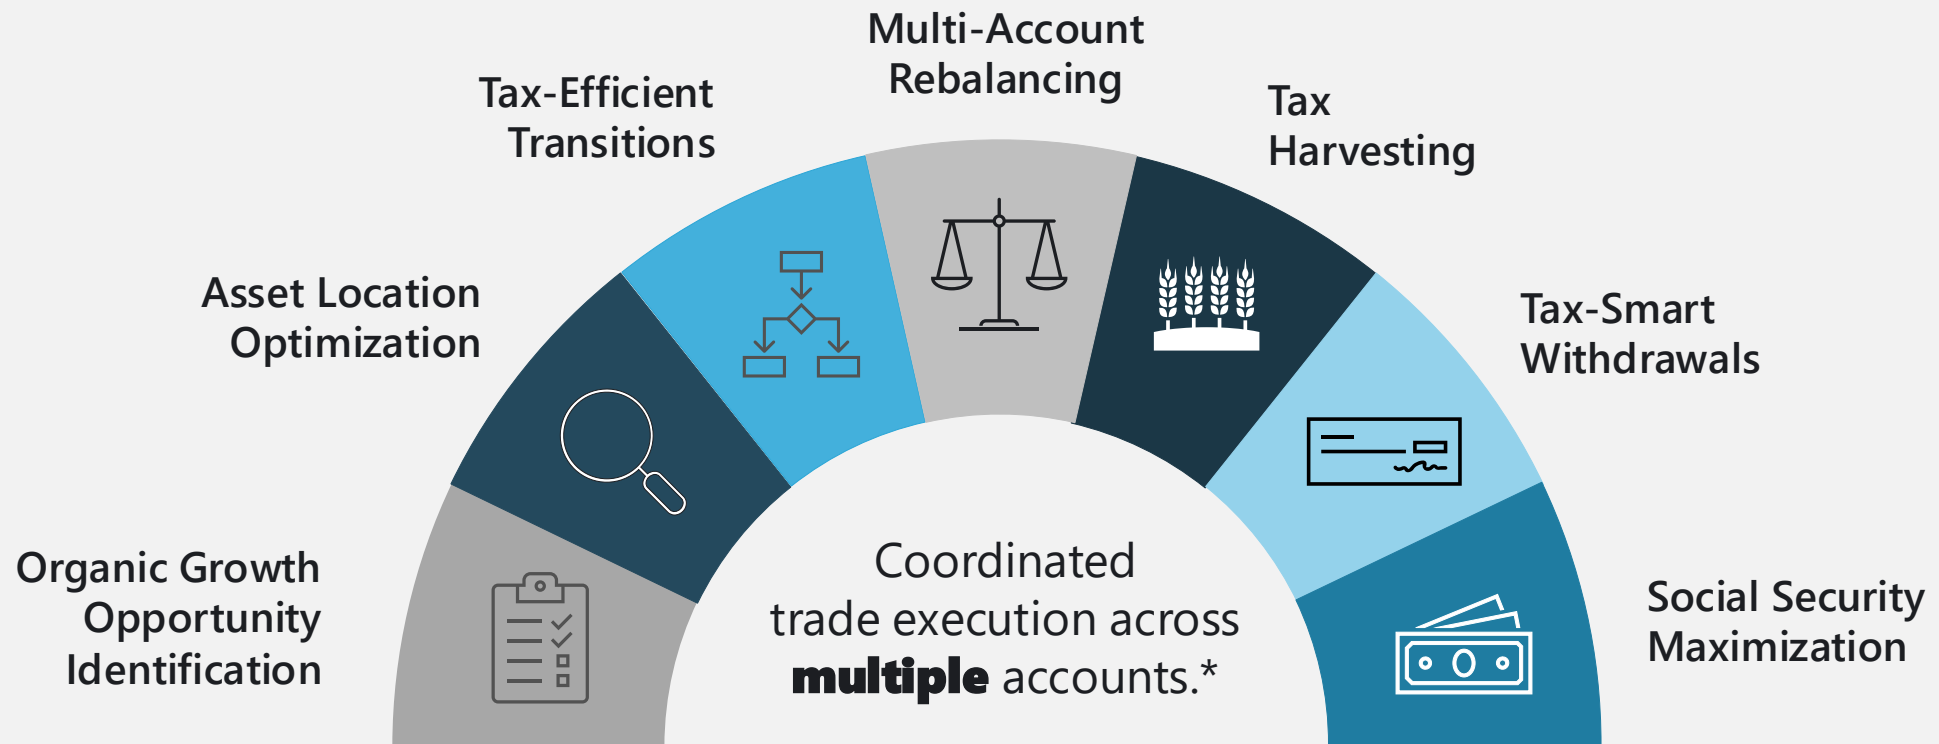 Organic Growth
Opportunity
Identification
Asset Location
Optimization
Tax-Efficient
Transitions
Multi-Account
Rebalancing
Tax
Harvesting
Tax-Smart
Withdrawals
Social Security
Maximization
Coordinated
trade execution across
multiple accounts.*